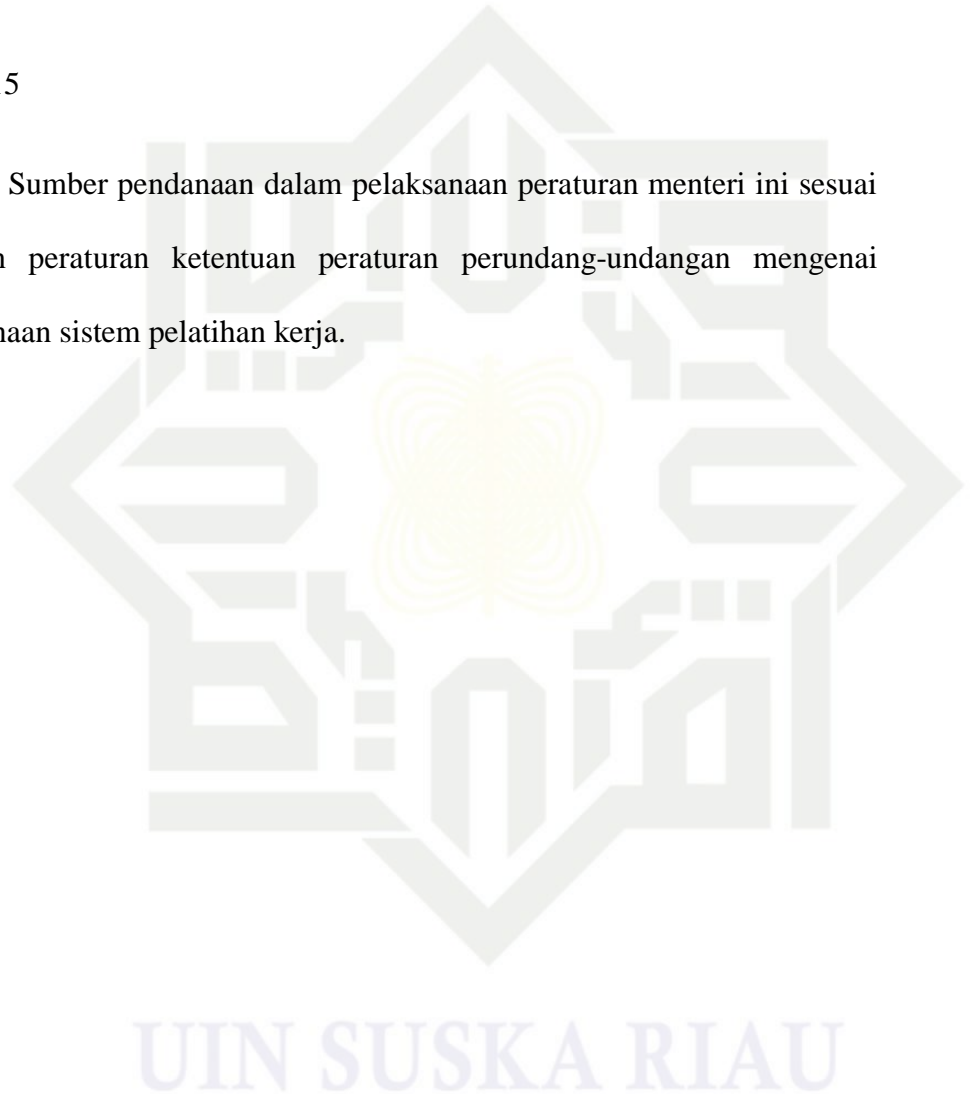 5
Sumber pendanaan dalam pelaksanaan peraturan menteri ini sesuai
peraturan ketentuan peraturan perundang-undangan mengenai
naan sistem pelatihan kerja.
UIN SUSKA RIAU